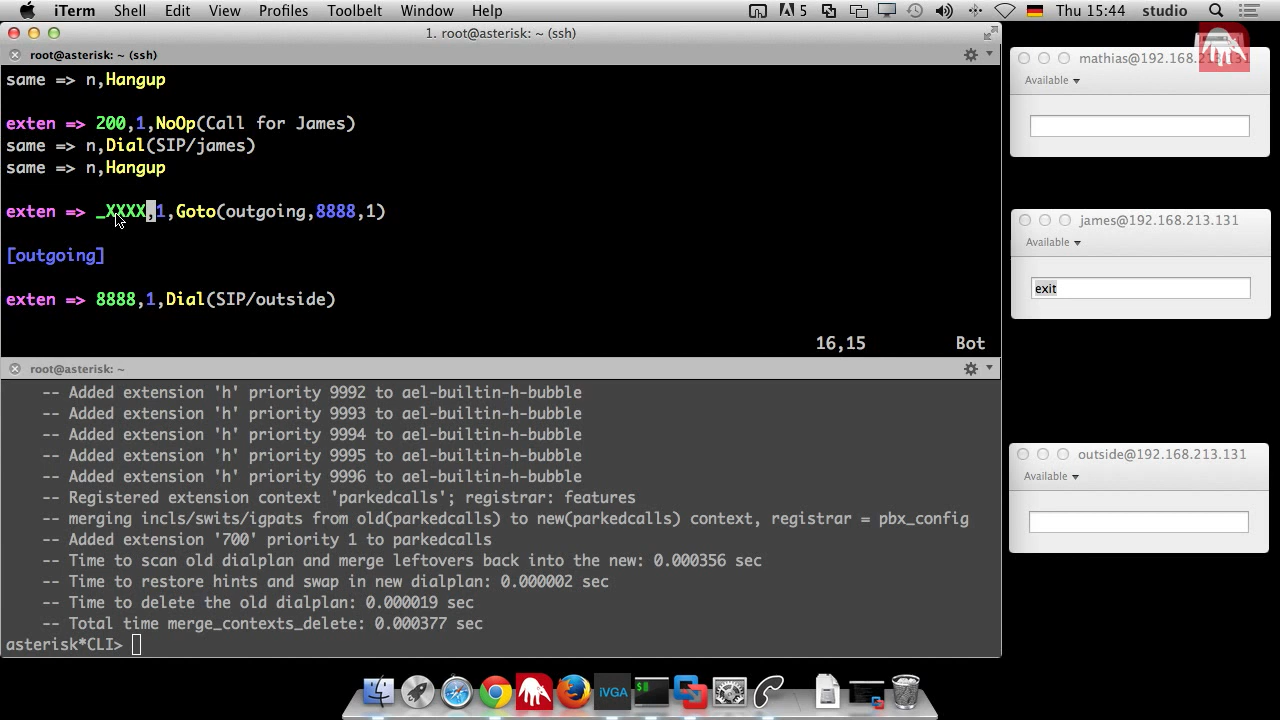 iTerm Shell Edit View Profiles Toolbelt Window Help 5 Thu 15:44 studio
1. root@asterisk: ~ (ssh)
root@asterisk: ~ (ssh)
same => n,Hangup
exten => 200,1,NoOp(Call for James)
same => n,Dial(SIP/james)
same => n,Hangup
exten => _XXXX,1,Goto(outgoing,8888,1)
[outgoing]
exten => 8888,1,Dial(SIP/outside)
16,15 Bot
root@asterisk: ~
-- Added extension 'h' priority 9992 to ael-builtin-h-bubble
-- Added extension 'h' priority 9993 to ael-builtin-h-bubble
-- Added extension 'h' priority 9994 to ael-builtin-h-bubble
-- Added extension 'h' priority 9995 to ael-builtin-h-bubble
-- Added extension 'h' priority 9996 to ael-builtin-h-bubble
-- Registered extension context 'parkedcalls'; registrar: features
-- merging incls/swits/igpats from old(parkedcalls) to new(parkedcalls) context, registrar = pbx_config
-- Added extension '700' priority 1 to parkedcalls
-- Time to scan old dialplan and merge leftovers back into the new: 0.000356 sec
-- Time to restore hints and swap in new dialplan: 0.000002 sec
-- Time to delete the old dialplan: 0.000019 sec
-- Total time merge_contexts_delete: 0.000377 sec
asterisk*CLI>
mathias@192.168.213.131
Available
james@192.168.213.131
Available
exit
outside@192.168.213.131
Available
iVGA